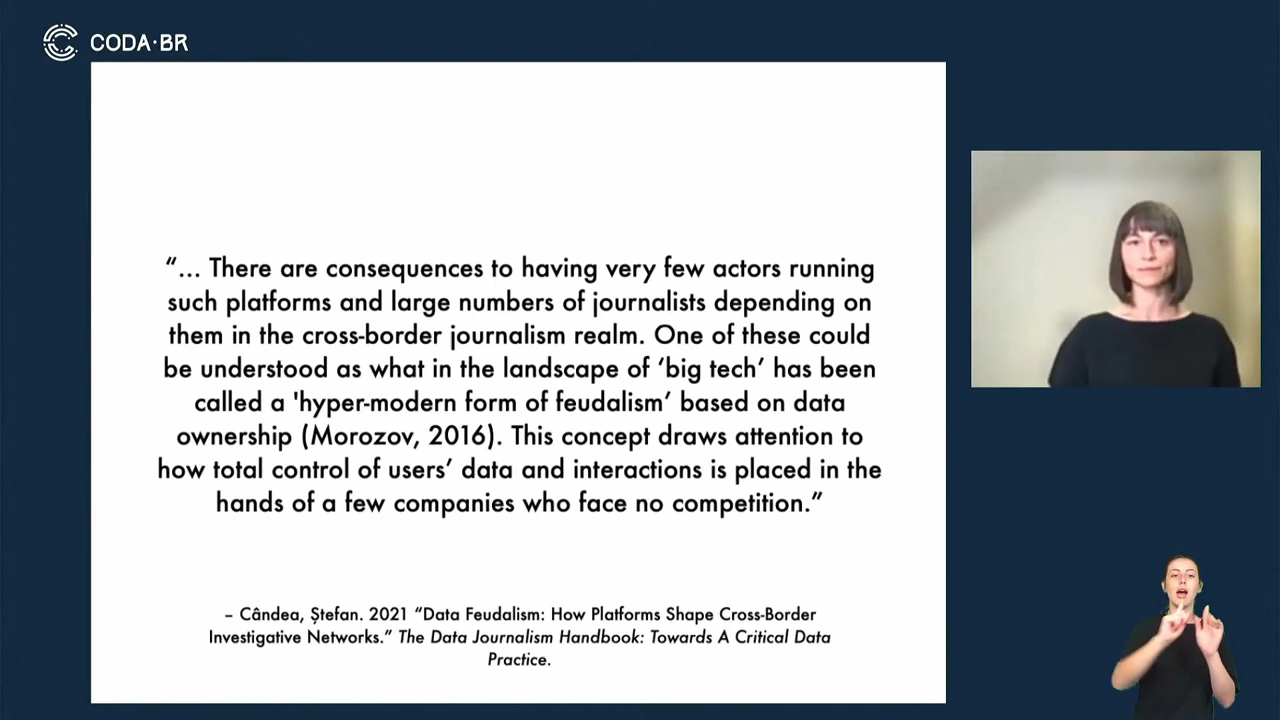 CODA·BR
“... There are consequences to having very few actors running
such platforms and large numbers of journalists depending on
them in the cross-border journalism realm. One of these could
be understood as what in the landscape of ‘big tech’ has been
called a 'hyper-modern form of feudalism’ based on data
ownership (Morozov, 2016). This concept draws attention to
how total control of users’ data and interactions is placed in the
hands of a few companies who face no competition.”
– Cândea, Ștefan. 2021 “Data Feudalism: How Platforms Shape Cross-Border
Investigative Networks.” The Data Journalism Handbook: Towards A Critical Data
Practice.